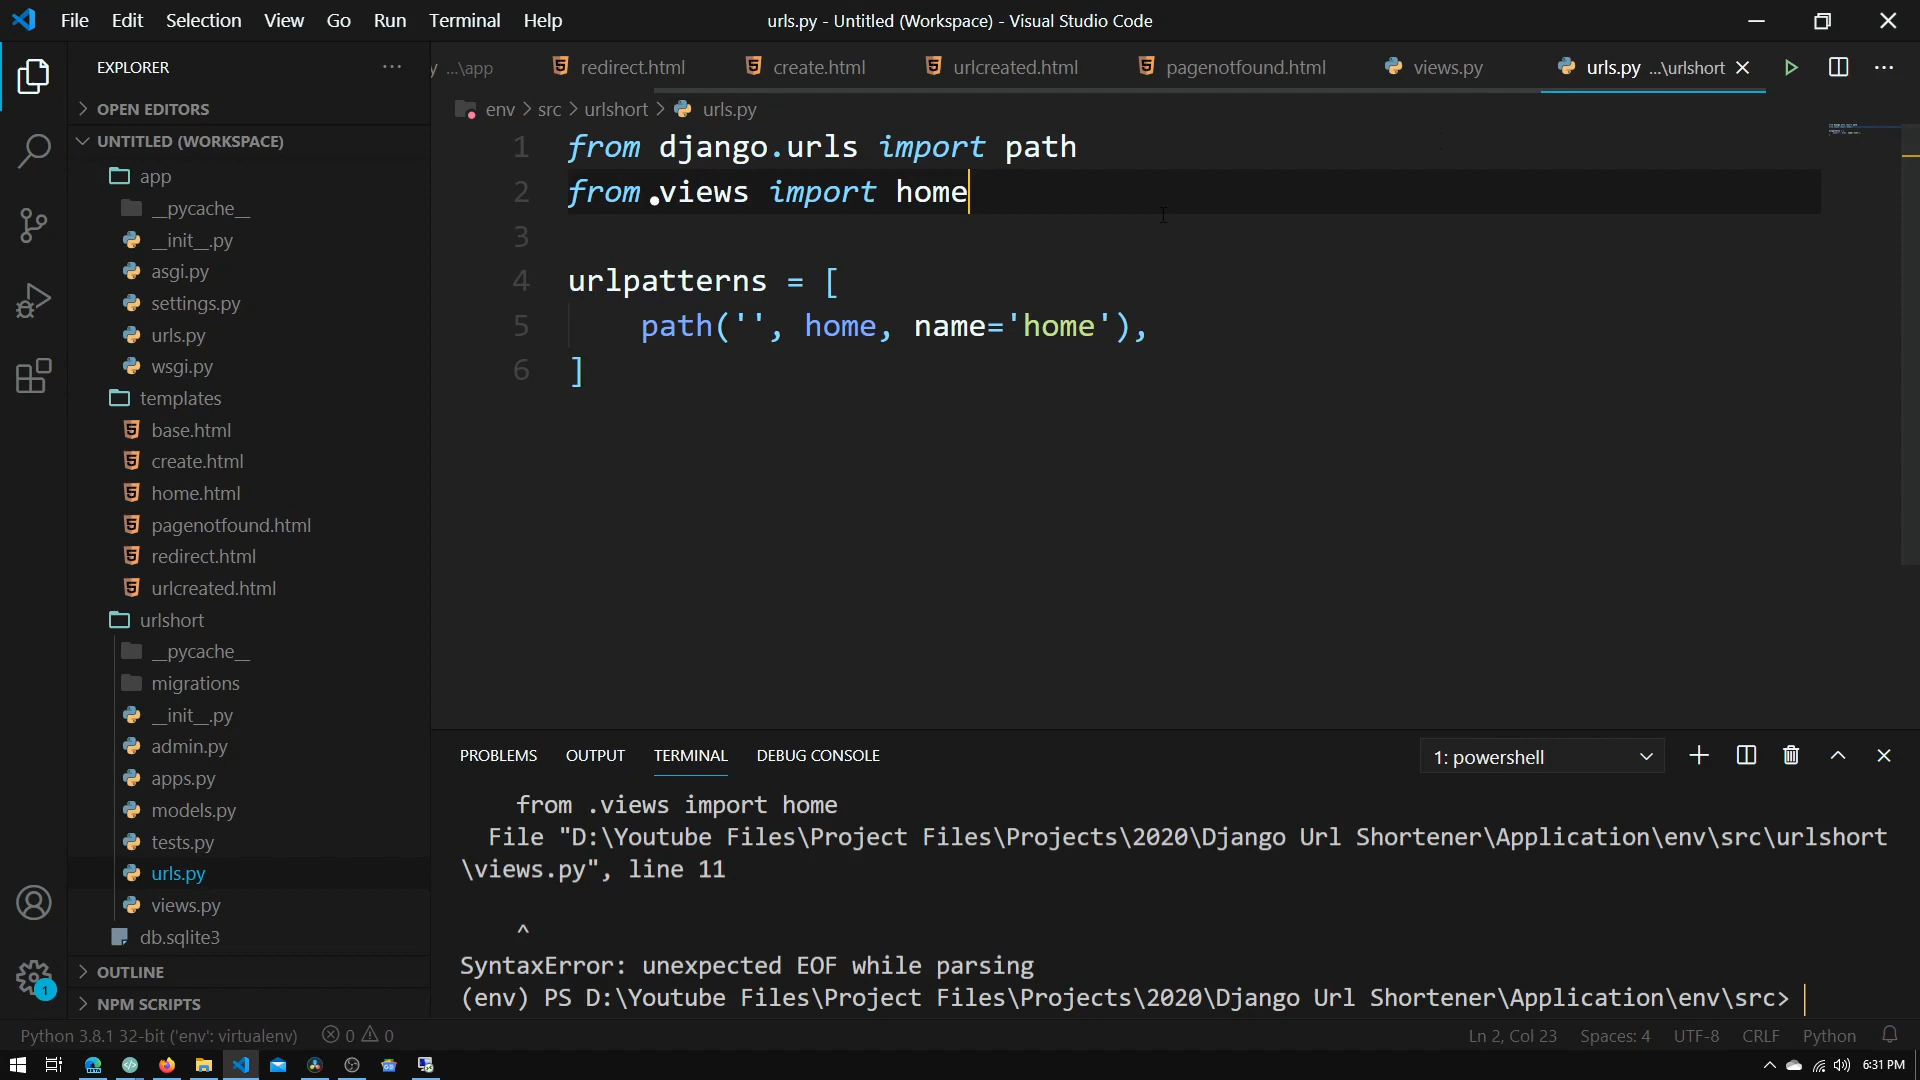 File Edit Selection View Go Run Terminal Help
urls.py - Untitled (Workspace) - Visual Studio Code
EXPLORER
y ...\app redirect.html create.html urlcreated.html pagenotfound.html views.py urls.py ...\urlshort
OPEN EDITORS
UNTITLED (WORKSPACE)
app
__pycache__
__init__.py
asgi.py
settings.py
urls.py
wsgi.py
templates
base.html
create.html
home.html
pagenotfound.html
redirect.html
urlcreated.html
urlshort
__pycache__
migrations
__init__.py
admin.py
apps.py
models.py
tests.py
urls.py
views.py
db.sqlite3
OUTLINE
NPM SCRIPTS
1
env > src > urlshort > urls.py
1 from django.urls import path
2 from .views import home
3
4 urlpatterns = [
5 path('', home, name='home'),
6 ]
PROBLEMS OUTPUT TERMINAL DEBUG CONSOLE
1: powershell
from .views import home
File "D:\Youtube Files\Project Files\Projects\2020\Django Url Shortener\Application\env\src\urlshort
\views.py", line 11
^
SyntaxError: unexpected EOF while parsing
(env) PS D:\Youtube Files\Project Files\Projects\2020\Django Url Shortener\Application\env\src>
Python 3.8.1 32-bit ('env': virtualenv) 0 0
Ln 2, Col 23 Spaces: 4 UTF-8 CRLF Python
6:31 PM